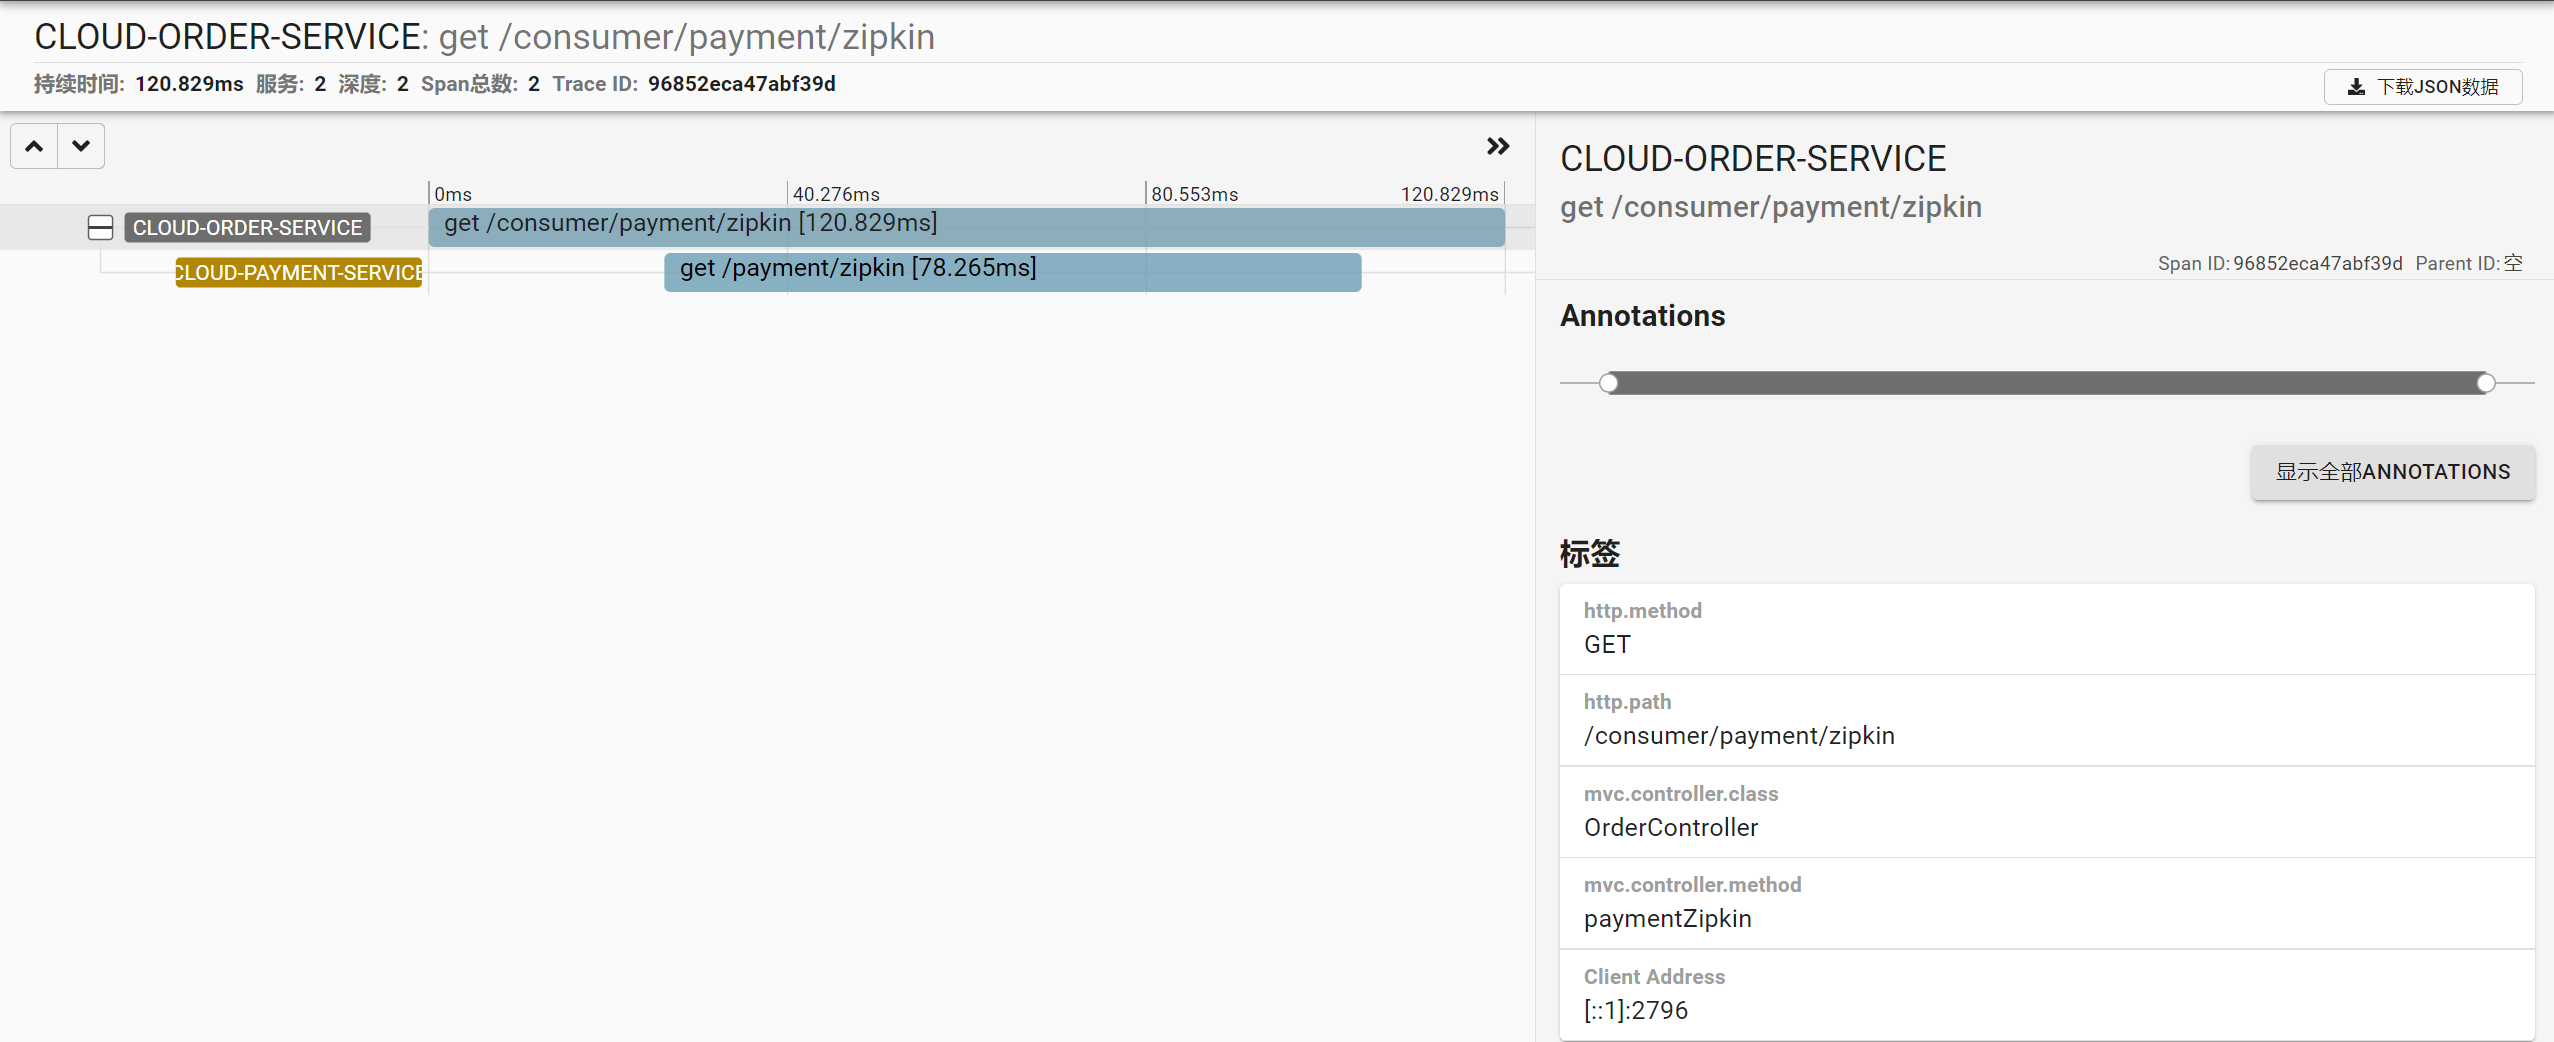 CLOUD-ORDER-SERVICE: get /consumer/payment/zipkin
持续时间: 120.829ms 服务: 2 深度: 2 Span总数: 2 Trace ID: 96852eca47abf39d
下载JSON数据
0ms 40.276ms 80.553ms 120.829ms
CLOUD-ORDER-SERVICE get /consumer/payment/zipkin [120.829ms]
CLOUD-PAYMENT-SERVICE get /payment/zipkin [78.265ms]
CLOUD-ORDER-SERVICE
get /consumer/payment/zipkin
Span ID: 96852eca47abf39d Parent ID: 空
Annotations
显示全部ANNOTATIONS
标签
http.method
GET
http.path
/consumer/payment/zipkin
mvc.controller.class
OrderController
mvc.controller.method
paymentZipkin
Client Address
[::1]:2796